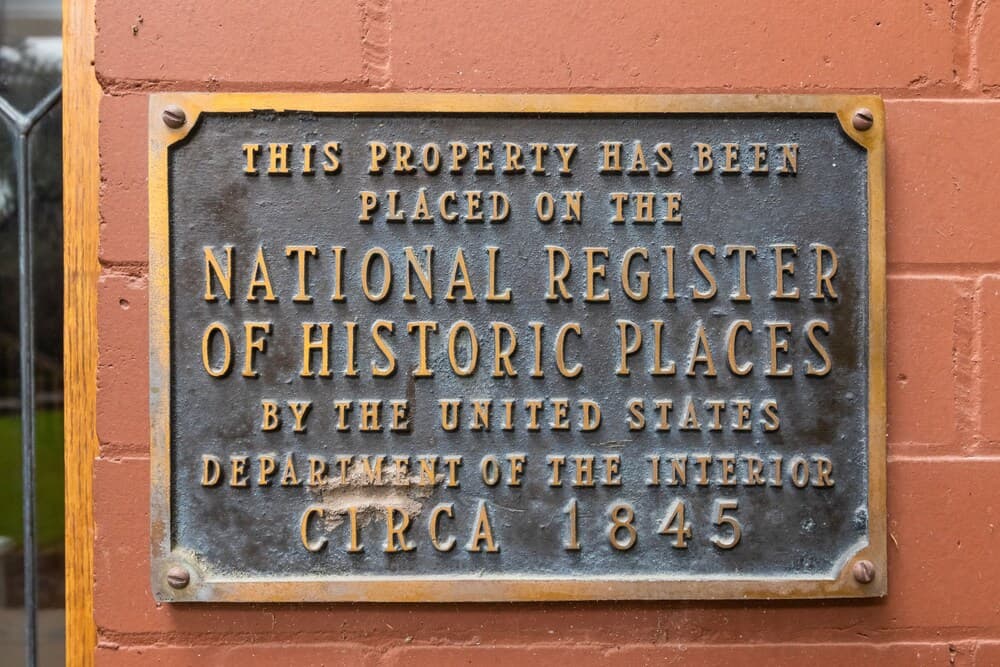 THIS PROPERTY HAS BEEN
PLACED ON THE
NATIONAL REGISTER
OF HISTORIC PLACES
BY THE UNITED STATES
DEPARTMENT OF THE INTERIOR
CIRCA 1845